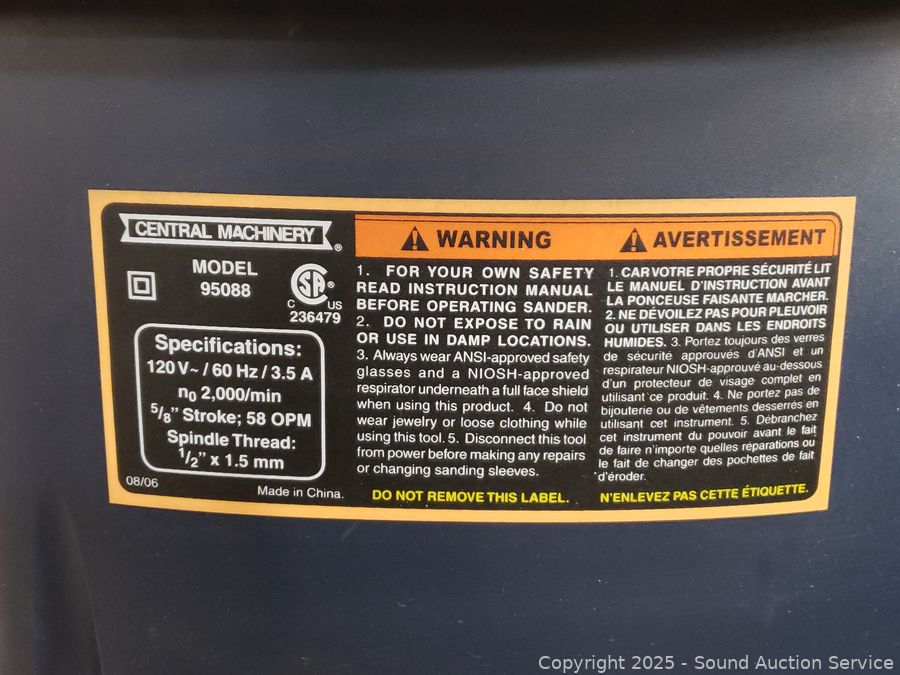 CENTRAL MACHINERY®
MODEL
95088
SA®
C US
236479
Specifications:
120 V~ / 60 Hz / 3.5 A
n0 2,000/min
5/8” Stroke; 58 OPM
Spindle Thread:
1/2” x 1.5 mm
08/06
Made in China.
WARNING
1. FOR YOUR OWN SAFETY
READ INSTRUCTION MANUAL
BEFORE OPERATING SANDER.
2. DO NOT EXPOSE TO RAIN
OR USE IN DAMP LOCATIONS.
3. Always wear ANSI-approved safety
glasses and a NIOSH-approved
respirator underneath a full face shield
when using this product. 4. Do not
wear jewelry or loose clothing while
using this tool. 5. Disconnect this tool
from power before making any repairs
or changing sanding sleeves.
DO NOT REMOVE THIS LABEL.
AVERTISSEMENT
1. CAR VOTRE PROPRE SÉCURITÉ LIT
LE MANUEL D'INSTRUCTION AVANT
LA PONCEUSE FAISANTE MARCHER.
2. NE DÉVOILEZ PAS POUR PLEUVOIR
OU UTILISER DANS LES ENDROITS
HUMIDES. 3. Portez toujours des verres
de sécurité approuvés d'ANSI et un
respirateur NIOSH-approuvé au-dessous
d'un protecteur de visage complet en
utilisant ce produit. 4. Ne portez pas de
bijouterie ou de vêtements desserrés en
utilisant cet instrument. 5. Débranchez
cet instrument du pouvoir avant le fait
de faire n'importe quelles réparations ou
le fait de changer des pochettes de fait
d'éroder.
N'ENLEVEZ PAS CETTE ÉTIQUETTE.
Copyright 2025 - Sound Auction Service